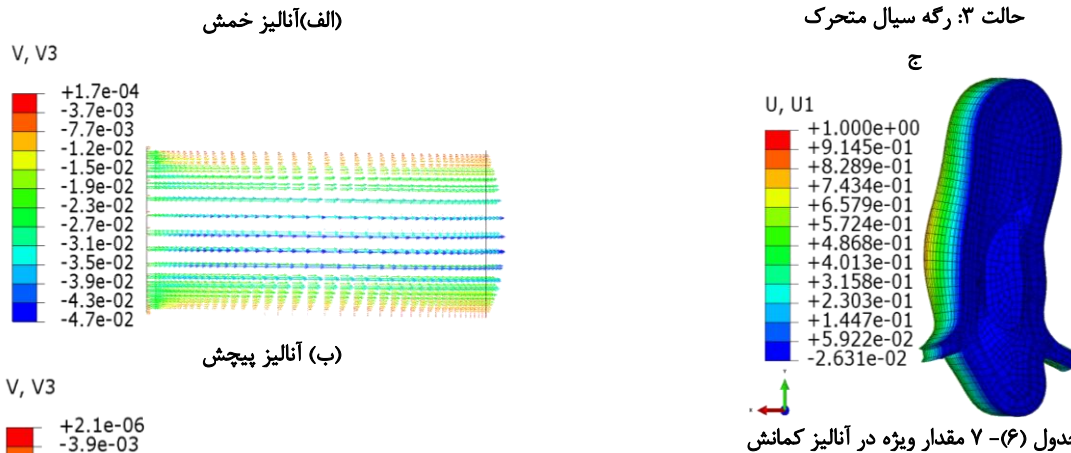 حالت ۳: رگه سیال متحرک
ج
U, U1
+1.000e+00
+9.145e-01
+8.289e-01
+7.434e-01
+6.579e-01
+5.724e-01
+4.868e-01
+4.013e-01
+3.158e-01
+2.303e-01
+1.447e-01
+5.922e-02
-2.631e-02
Y
X
جدول (۶)- ۷ مقدار ویژه در آنالیز کمانش
(الف)آنالیز خمش
V, V3
+1.7e-04
-3.7e-03
-7.7e-03
-1.2e-02
-1.5e-02
-1.9e-02
-2.3e-02
-2.7e-02
-3.1e-02
-3.5e-02
-3.9e-02
-4.3e-02
-4.7e-02
(ب) آنالیز پیچش
V, V3
+2.1e-06
-3.9e-03